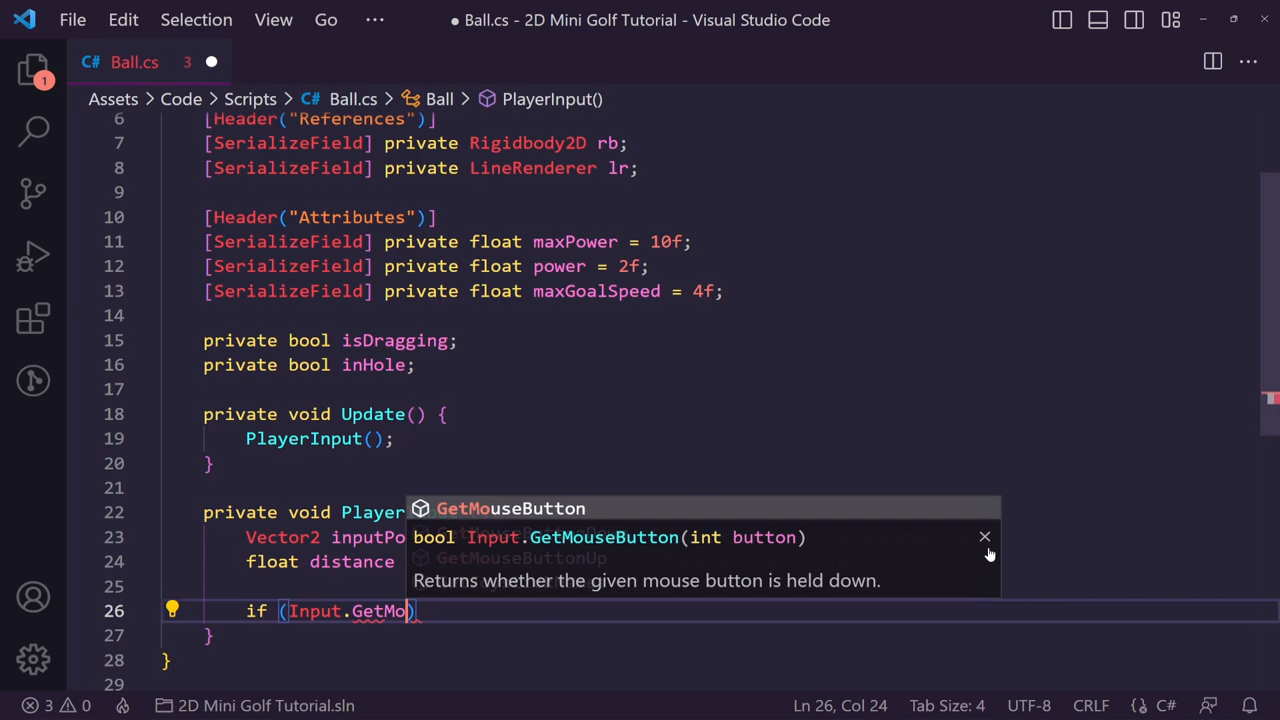 File Edit Selection View Go ··· ● Ball.cs - 2D Mini Golf Tutorial - Visual Studio Code
1
C# Ball.cs 3
Assets > Code > Scripts > C# Ball.cs > Ball > PlayerInput()
6 [Header("References")]
7 [SerializeField] private Rigidbody2D rb;
8 [SerializeField] private LineRenderer lr;
9
10 [Header("Attributes")]
11 [SerializeField] private float maxPower = 10f;
12 [SerializeField] private float power = 2f;
13 [SerializeField] private float maxGoalSpeed = 4f;
14
15 private bool isDragging;
16 private bool inHole;
17
18 private void Update() {
19 PlayerInput();
20 }
21
22 private void Player
GetMouseButton
23 Vector2 inputPo
bool Input.GetMouseButton(int button)
24 float distance
GetMouseButtonUp
Returns whether the given mouse button is held down.
25
26 if (Input.GetMo)
27 }
28 }
29
3 0 2D Mini Golf Tutorial.sln Ln 26, Col 24 Tab Size: 4 UTF-8 CRLF {} C#